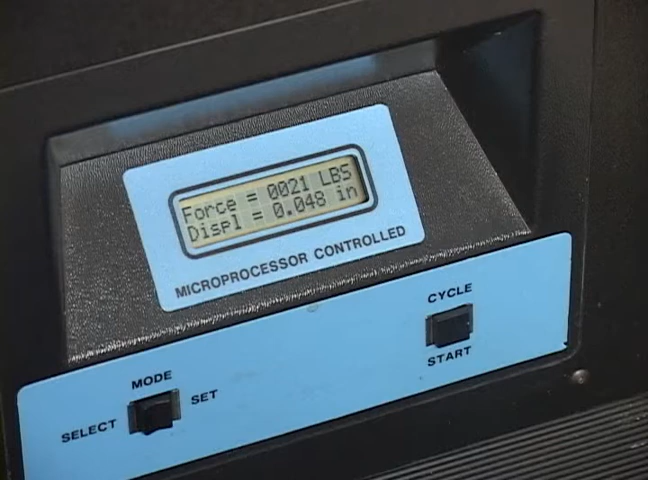 Force = 0021 LBS
Displ = 0.048 in
MICROPROCESSOR CONTROLLED
CYCLE
START
MODE
SELECT
SET